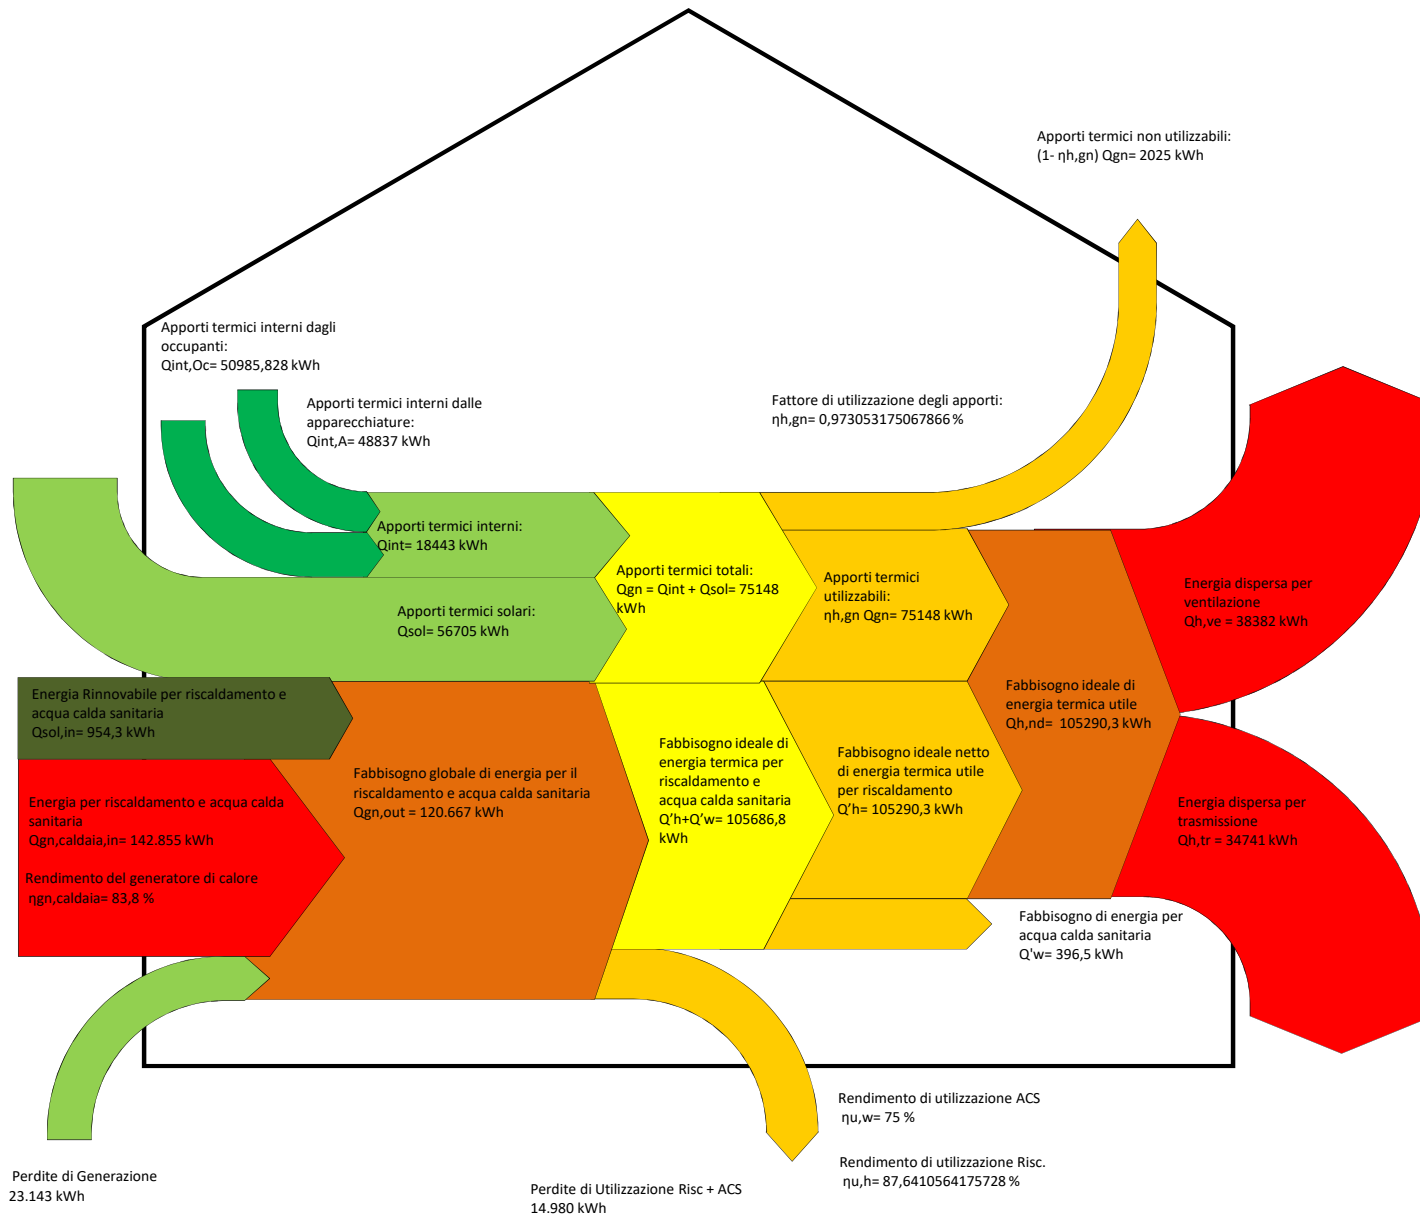 Apporti termici non utilizzabili:
(1- ηh,gn) Qgn= 2025 kWh
Apporti termici interni dagli
occupanti:
Qint,Oc= 50985,828 kWh
Apporti termici interni dalle
apparecchiature:
Qint,A= 48837 kWh
Fattore di utilizzazione degli apporti:
ηh,gn= 0,973053175067866 %
Apporti termici interni:
Qint= 18443 kWh
Apporti termici solari:
Qsol= 56705 kWh
Apporti termici totali:
Qgn = Qint + Qsol= 75148
kWh
Apporti termici
utilizzabili:
ηh,gn Qgn= 75148 kWh
Energia dispersa per
ventilazione
Qh,ve = 38382 kWh
Energia Rinnovabile per riscaldamento e
acqua calda sanitaria
Qsol,in= 954,3 kWh
Fabbisogno ideale di
energia termica utile
Qh,nd=  105290,3 kWh
Energia per riscaldamento e acqua calda
sanitaria
Qgn,caldaia,in= 142.855 kWh
Rendimento del generatore di calore
ηgn,caldaia= 83,8 %
Fabbisogno globale di energia per il
riscaldamento e acqua calda sanitaria
Qgn,out = 120.667 kWh
Fabbisogno ideale di
energia termica per
riscaldamento e
acqua calda sanitaria
Q’h+Q’w= 105686,8
kWh
Fabbisogno ideale netto
di energia termica utile
per riscaldamento
Q’h= 105290,3 kWh
Energia dispersa per
trasmissione
Qh,tr = 34741 kWh
Fabbisogno di energia per
acqua calda sanitaria
Q'w= 396,5 kWh
Rendimento di utilizzazione ACS
ηu,w= 75 %
Rendimento di utilizzazione Risc.
ηu,h= 87,6410564175728 %
Perdite di Generazione
23.143 kWh
Perdite di Utilizzazione Risc + ACS
14.980 kWh